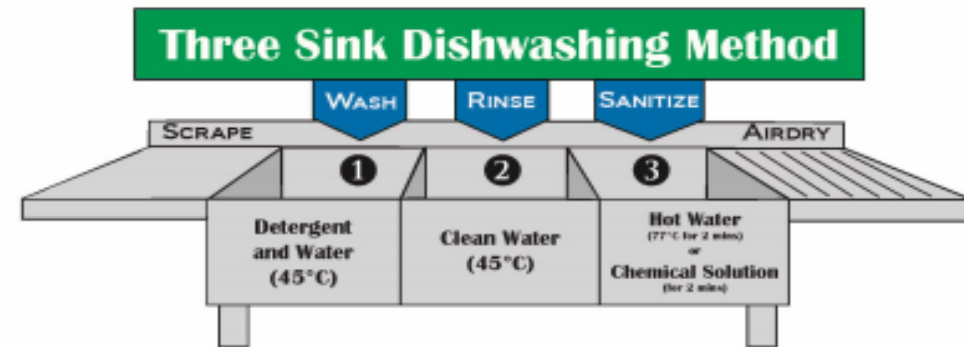 Three Sink Dishwashing Method
WASH
RINSE
SANITIZE
SCRAPE
AIRDRY
1
2
3
Detergent
and Water
(45°C)
Clean Water
(45°C)
Hot Water
(77°C for 2 mins)
or
Chemical Solution
(for 2 mins)